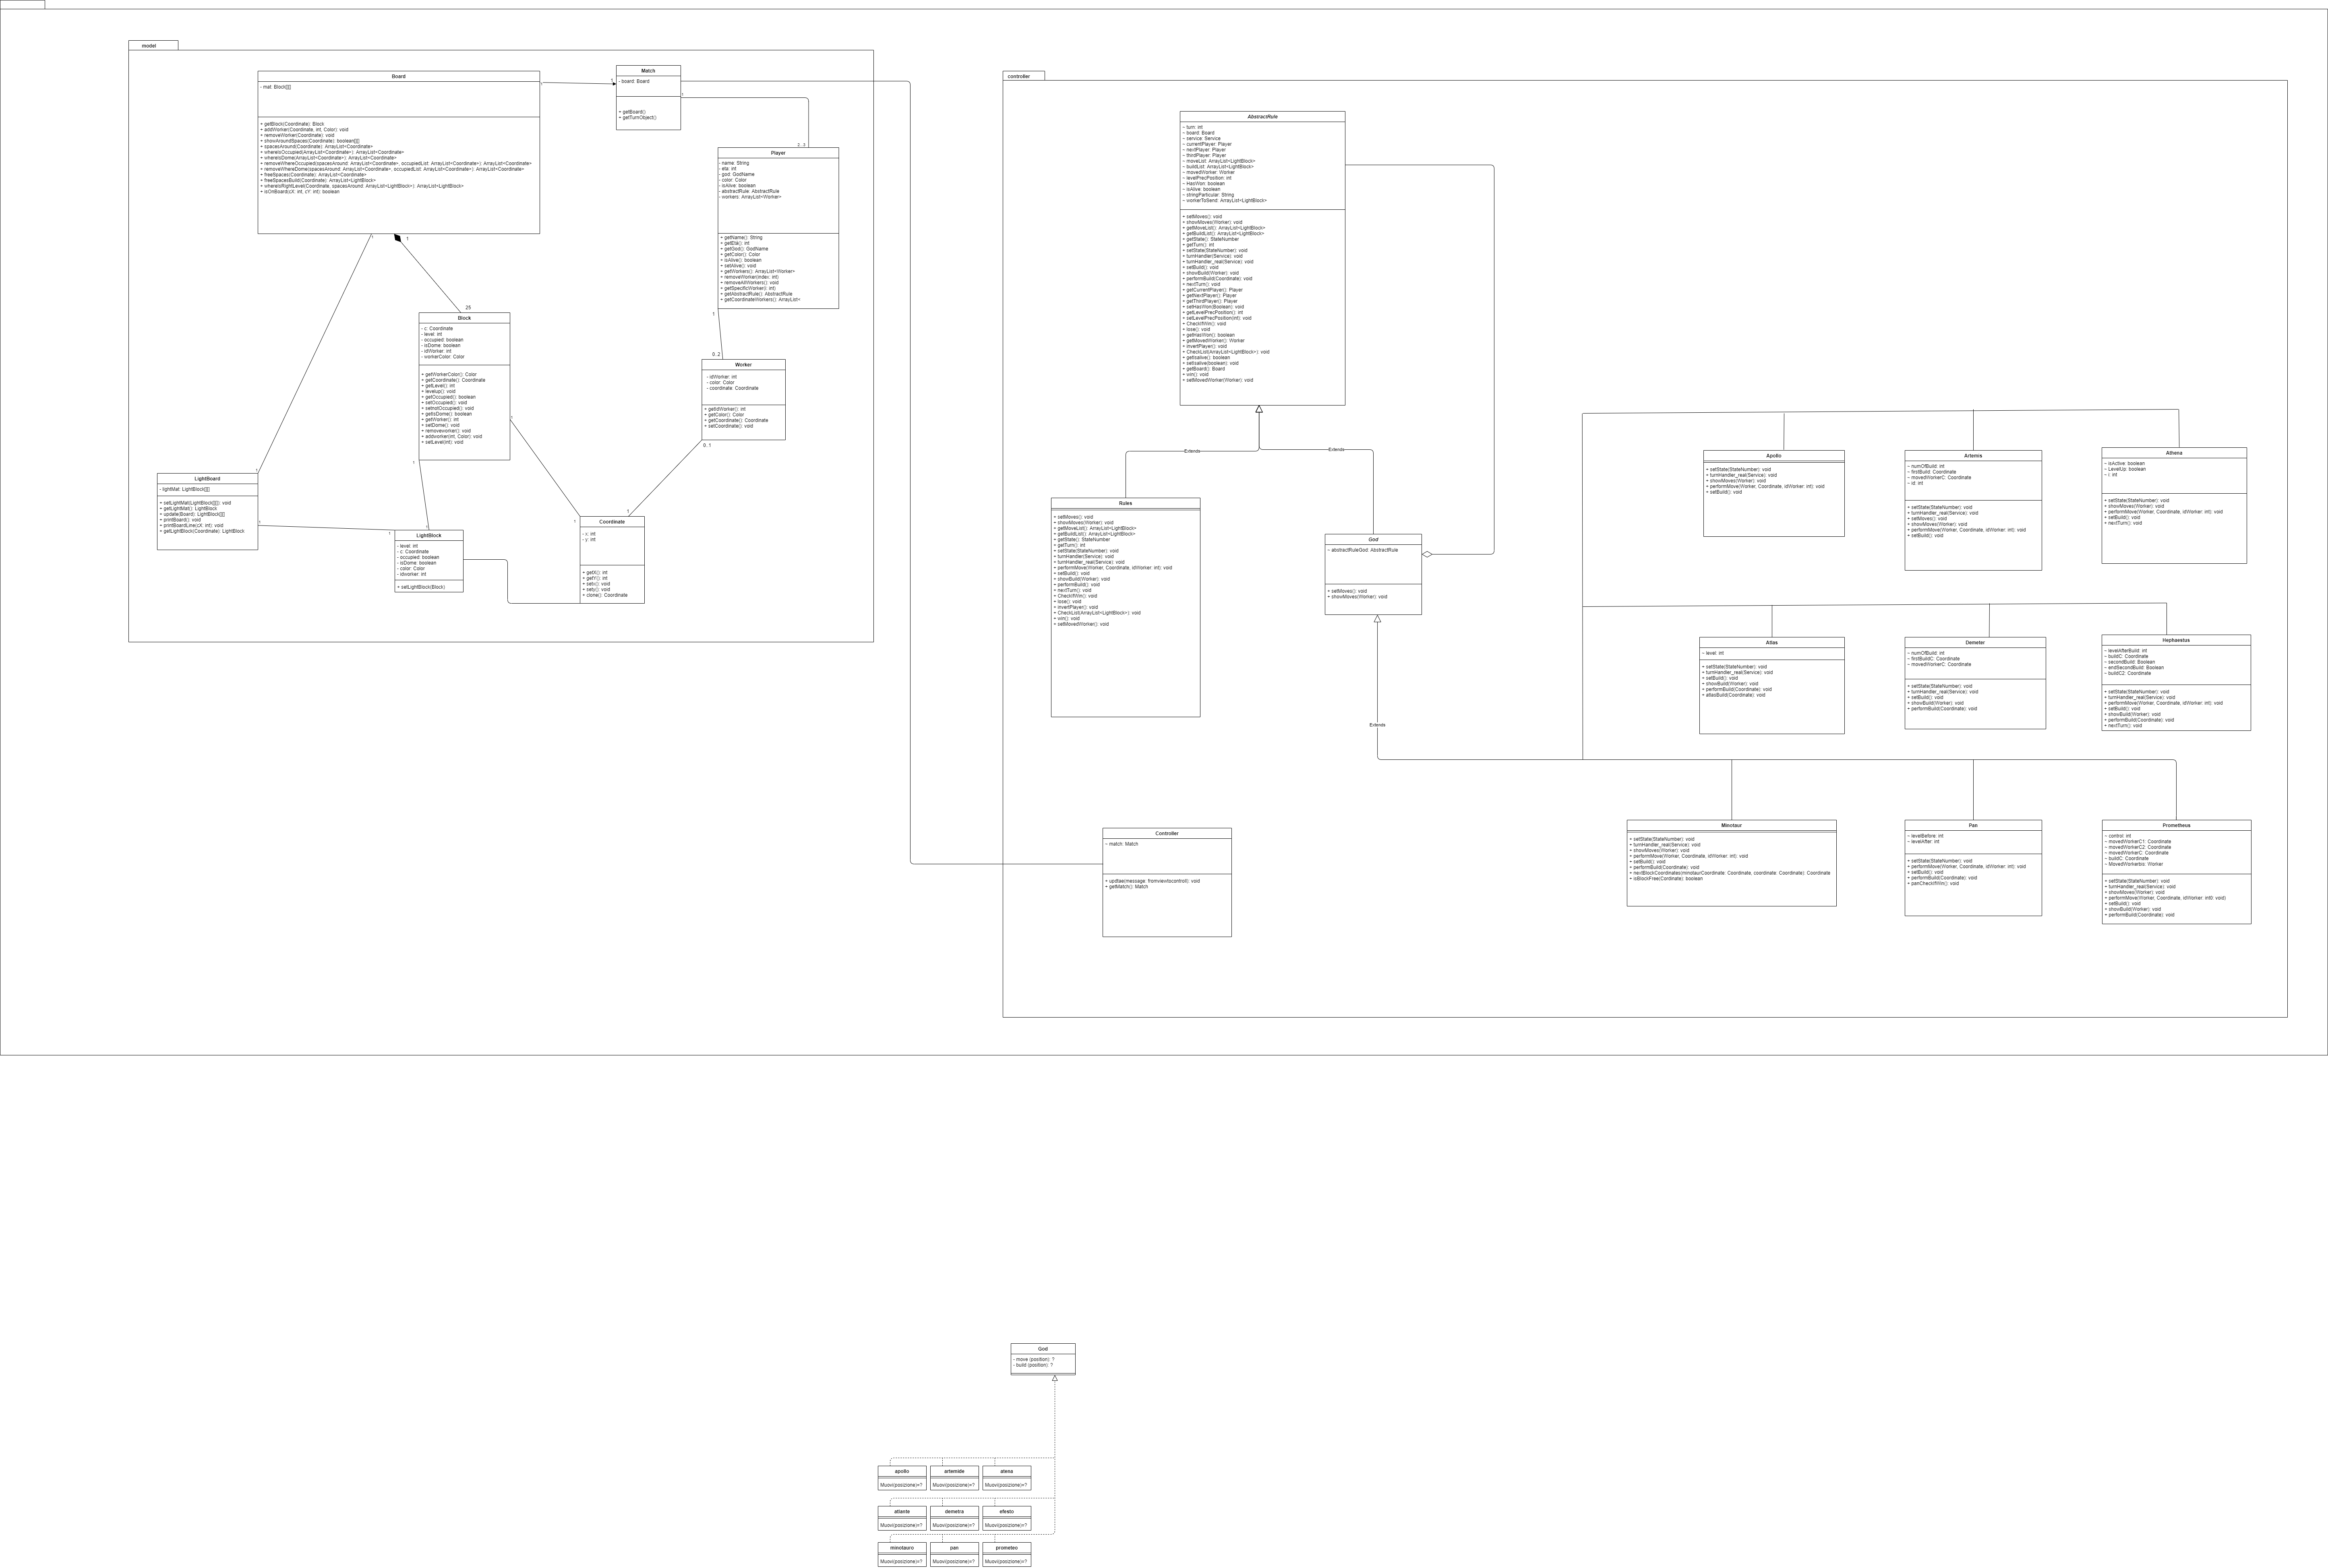 model
Board
- mat: Block[][]
+ getBlock(Coordinate): Block
+ addWorker(Coordinate, int, Color): void
+ removeWorker(Coordinate): void
+ showAroundSpaces(Coordinate): boolean[][]
+ spacesAround(Coordinate): ArrayList<Coordinate>
+ whereIsOccupied(ArrayList<Coordinate>): ArrayList<Coordinate>
+ whereIsDome(ArrayList<Coordinate>): ArrayList<Coordinate>
+ removeWhereOccupied(spacesAround: ArrayList<Coordinate>, occupiedList: ArrayList<Coordinate>): ArrayList<Coordinate>
+ removeWhereDome(spacesAround: ArrayList<Coordinate>, occupiedList: ArrayList<Coordinate>): ArrayList<Coordinate>
+ freeSpaces(Coordinate): ArrayList<Coordinate>
+ freeSpacesBuild(Coordinate): ArrayList<LightBlock>
+ whereIsRightLevel(Coordinate, spacesAround: ArrayList<LightBlock>): ArrayList<LightBlock>
+ isOnBoard(cX: int, cY: int): boolean
1
1
Match
- board: Board
+ getBoard()
+ getTurnObject()
1
2..3
Player
- name: String
- eta: int
- god: GodName
- color: Color
- isAlive: boolean
- abstractRule: AbstractRule
- workers: ArrayList<Worker>
+ getName(): String
+ getEtà(): int
+ getGod(): GodName
+ getColor(): Color
+ isAlive(): boolean
+ setAlive(): void
+ getWorkers(): ArrayList<Worker>
+ removeWorker(index: int)
+ removeAllWorkers(): void
+ getSpecificWorker(i: int)
+ getAbstractRule(): AbstractRule
+ getCoordinateWorkers(): ArrayList<
1
0..2
Worker
- idWorker: int
- color: Color
- coordinate: Coordinate
+ getIdWorker(): int
+ getColor(): Color
+ getCoordinate(): Coordinate
+ setCoordinate(): void
0..1
1
1
1
25
Block
- c: Coordinate
- level: int
- occupied: boolean
- isDome: boolean
- idWorker: int
- workerColor: Color
+ getWorkerColor(): Color
+ getCoordinate(): Coordinate
+ getLevel(): int
+ levelup(): void
+ getOccupied(): boolean
+ setOccupied(): void
+ setnotOccupied(): void
+ getIsDome(): boolean
+ getWorker(): int
+ setDome(): void
+ removeworker(): void
+ addworker(int, Color): void
+ setLevel(int): void
1
1
1
LightBoard
- lightMat: LightBlock[][]
+ setLightMat(LightBlock[][]): void
+ getLightMat(): LightBlock
+ update(Board): LightBlock[][]
+ printBoard(): void
+ printBoardLine(cX: int): void
+ getLightBlock(Coordinate): LightBlock
1
1
1
LightBlock
- level: int
- c: Coordinate
- occupied: boolean
- isDome: boolean
- color: Color
- idworker: int
+ setLightBlock(Block)
1
Coordinate
- x: int
- y: int
+ getX(): int
+ getY(): int
+ setx(): void
+ sety(): void
+ clone(): Coordinate
controller
AbstractRule
~ turn: int
~ board: Board
~ service: Service
~ currentPlayer: Player
~ nextPlayer: Player
~ thirdPlayer: Player
~ moveList: ArrayList<LightBlock>
~ buildList: ArrayList<LightBlock>
~ movedWorker: Worker
~ levelPrecPosition: int
~ HasWon: boolean
~ isAlive: boolean
~ stringParticular: String
~ workerToSend: ArrayList<LightBlock>
+ setMoves(): void
+ showMoves(Worker): void
+ getMoveList(): ArrayList<LightBlock>
+ getBuildList(): ArrayList<LightBlock>
+ getState(): StateNumber
+ getTurn(): int
+ setState(StateNumber): void
+ turnHandler(Service): void
+ turnHandler_real(Service): void
+ setBuild(): void
+ showBuild(Worker): void
+ performBuild(Coordinate): void
+ nextTurn(): void
+ getCurrentPlayer(): Player
+ getNextPlayer(): Player
+ getThirdPlayer(): Player
+ setHasWon(Boolean): void
+ getLevelPrecPosition(): int
+ setLevelPrecPosition(int): void
+ CheckIfWin(): void
+ lose(): void
+ getHasWon(): boolean
+ getMovedWorker(): Worker
+ invertPlayer(): void
+ CheckList(ArrayList<LightBlock>): void
+ getIsalive(): boolean
+ setIsalive(boolean): void
+ getBoard(): Board
+ win(): void
+ setMovedWorker(Worker): void
Extends
Extends
Rules
+ setMoves(): void
+ showMoves(Worker): void
+ getMoveList(): ArrayList<LightBlock>
+ getBuildList(): ArrayList<LightBlock>
+ getState(): StateNumber
+ getTurn(): int
+ setState(StateNumber): void
+ turnHandler(Service): void
+ turnHandler_real(Service): void
+ performMove(Worker, Coordinate, idWorker: int): void
+ setBuild(): void
+ showBuild(Worker): void
+ performBuild(): void
+ nextTurn(): void
+ CheckIfWin(): void
+ lose(): void
+ invertPlayer(): void
+ CheckList(ArrayList<LightBlock>): void
+ win(): void
+ setMovedWorker(): void
God
~ abstractRuleGod: AbstractRule
+ setMoves(): void
+ showMoves(Worker): void
Extends
Apollo
+ setState(StateNumber): void
+ turnHandler_real(Service): void
+ showMoves(Worker): void
+ performMove(Worker, Coordinate, idWorker: int): void
+ setBuild(): void
Artemis
~ numOfBuild: int
~ firstBuild: Coordinate
~ movedWorkerC: Coordinate
~ id: int
+ setState(StateNumber): void
+ turnHandler_real(Service): void
+ setMoves(): void
+ showMoves(Worker): void
+ performMove(Worker, Coordinate, idWorker: int): void
+ setBuild(): void
Athena
~ isActive: boolean
~ LevelUp: boolean
~ i: int
+ setState(StateNumber): void
+ showMoves(Worker): void
+ performMove(Worker, Coordinate, idWorker: int): void
+ setBuild(): void
+ nextTurn(): void
Atlas
~ level: int
+ setState(StateNumber): void
+ turnHandler_real(Service): void
+ setBuild(): void
+ showBuild(Worker): void
+ performBuild(Coordinate): void
+ atlasBuild(Coordinate): void
Demeter
~ numOfBuild: int
~ firstBuildC: Coordinate
~ movedWorkerC: Coordinate
+ setState(StateNumber): void
+ turnHandler_real(Service): void
+ setBuild(): void
+ showBuild(Worker): void
+ performBuild(Coordinate): void
Hephaestus
~ levelAfterBuild: int
~ buildC: Coordinate
~ secondBuild: Boolean
~ endSecondBuild: Boolean
~ buildC2: Coordinate
+ setState(StateNumber): void
+ turnHandler_real(Service): void
+ performMove(Worker, Coordinate, idWorker: int): void
+ setBuild(): void
+ showBuild(Worker): void
+ performBuild(Coordinate): void
+ nextTurn(): void
Controller
~ match: Match
+ updtae(message: fromviewtocontroll): void
+ getMatch(): Match
Minotaur
+ setState(StateNumber): void
+ turnHandler_real(Service): void
+ showMoves(Worker): void
+ performMove(Worker, Coordinate, idWorker: int): void
+ setBuild(): void
+ performBuild(Coordinate): void
+ nextBlockCoordinates(minotaurCoordinate: Coordinate, coordinate: Coordinate): Coordinate
+ isBlockFree(Cordinate): boolean
Pan
~ levelBefore: int
~ levelAfter: int
+ setState(StateNumber): void
+ performMove(Worker, Coordinate, idWorker: int): void
+ setBuild(): void
+ performBuild(Coordinate): void
+ panCheckIfWin(): void
Prometheus
~ control: int
~ movedWorkerC1: Coordinate
~ movedWorkerC2: Coordinate
~ movedWorkerC: Coordinate
~ buildC: Coordinate
~ MovedWorkerbis: Worker
+ setState(StateNumber): void
+ turnHandler_real(Service): void
+ showMoves(Worker): void
+ performMove(Worker, Coordinate, idWorker: int0: void)
+ setBuild(): void
+ showBuild(Worker): void
+ performBuild(Coordinate): void
God
- move (position): ?
- build (position): ?
apollo
Muovi(posizione)=?
artemide
Muovi(posizione)=?
atena
Muovi(posizione)=?
atlante
Muovi(posizione)=?
demetra
Muovi(posizione)=?
efesto
Muovi(posizione)=?
minotauro
Muovi(posizione)=?
pan
Muovi(posizione)=?
prometeo
Muovi(posizione)=?